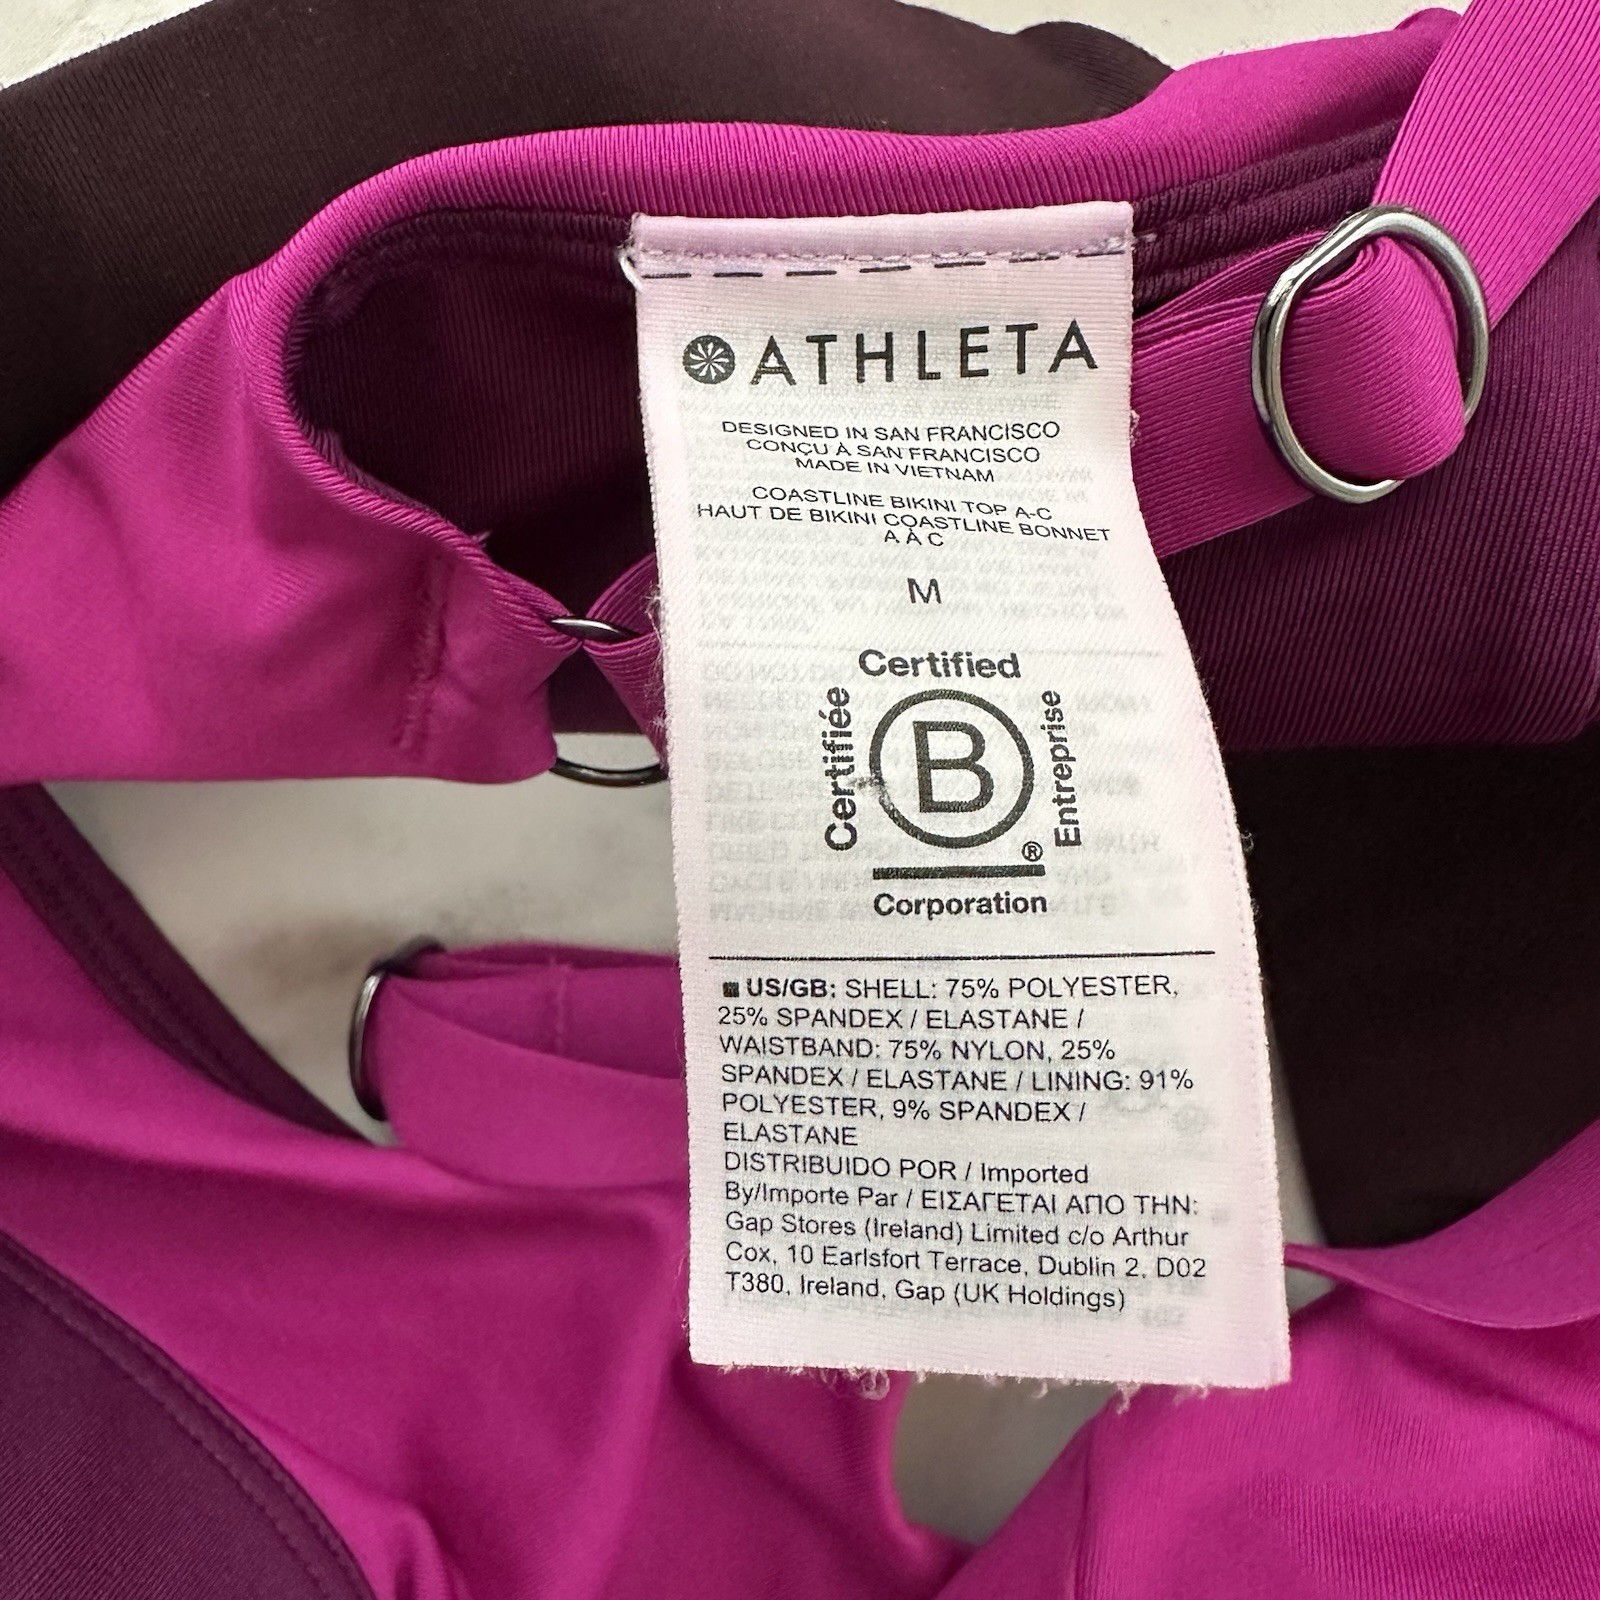 ATHLETA
DESIGNED IN SAN FRANCISCO
CONÇU À SAN FRANCISCO
MADE IN VIETNAM
COASTLINE BIKINI TOP A-C
HAUT DE BIKINI COASTLINE BONNET
A À C
M
Certified
Certifiée
B
Entreprise
®
Corporation
US/GB: SHELL: 75% POLYESTER,
25% SPANDEX / ELASTANE /
WAISTBAND: 75% NYLON, 25%
SPANDEX / ELASTANE / LINING: 91%
POLYESTER, 9% SPANDEX /
ELASTANE
DISTRIBUIDO POR / Imported
By/Importe Par / ΕΙΣΑΓΕΤΑΙ ΑΠΟ ΤΗΝ:
Gap Stores (Ireland) Limited c/o Arthur
Cox, 10 Earlsfort Terrace, Dublin 2, D02
T380, Ireland, Gap (UK Holdings)